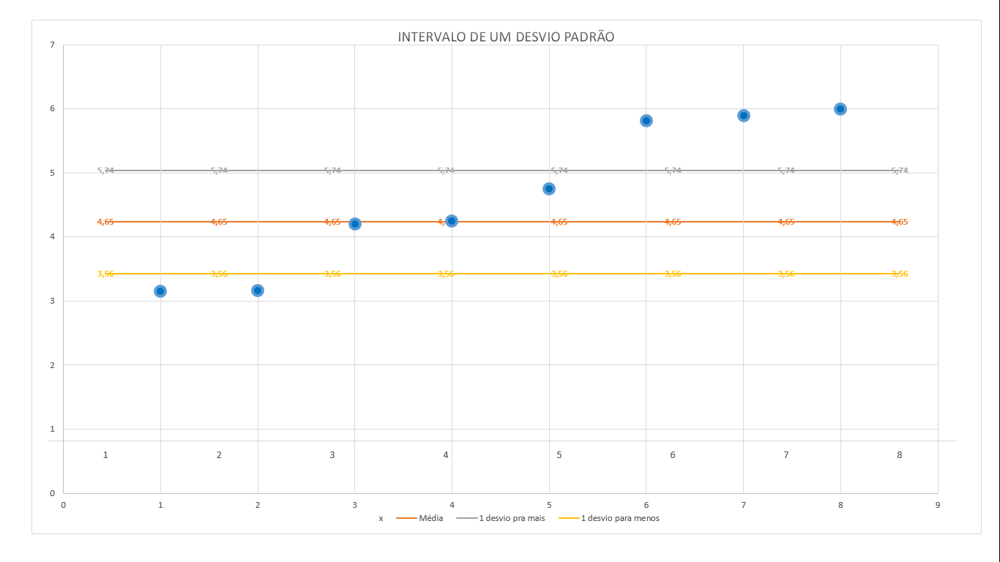 INTERVALO DE UM DESVIO PADRÃO
7
6
5,74 5,74 5,74 5,74 5,74 5,74 5,74 5,74
5
4,65 4,65 4,65 4, 4,65 4,65 4,65 4,65
4
3,56 3,56 3,56 3,56 3,56 3,56 3,56 3,56
3
2
1
1 2 3 4 5 6 7 8
0
0 1 2 3 4 5 6 7 8 9
x Média 1 desvio pra mais 1 desvio para menos